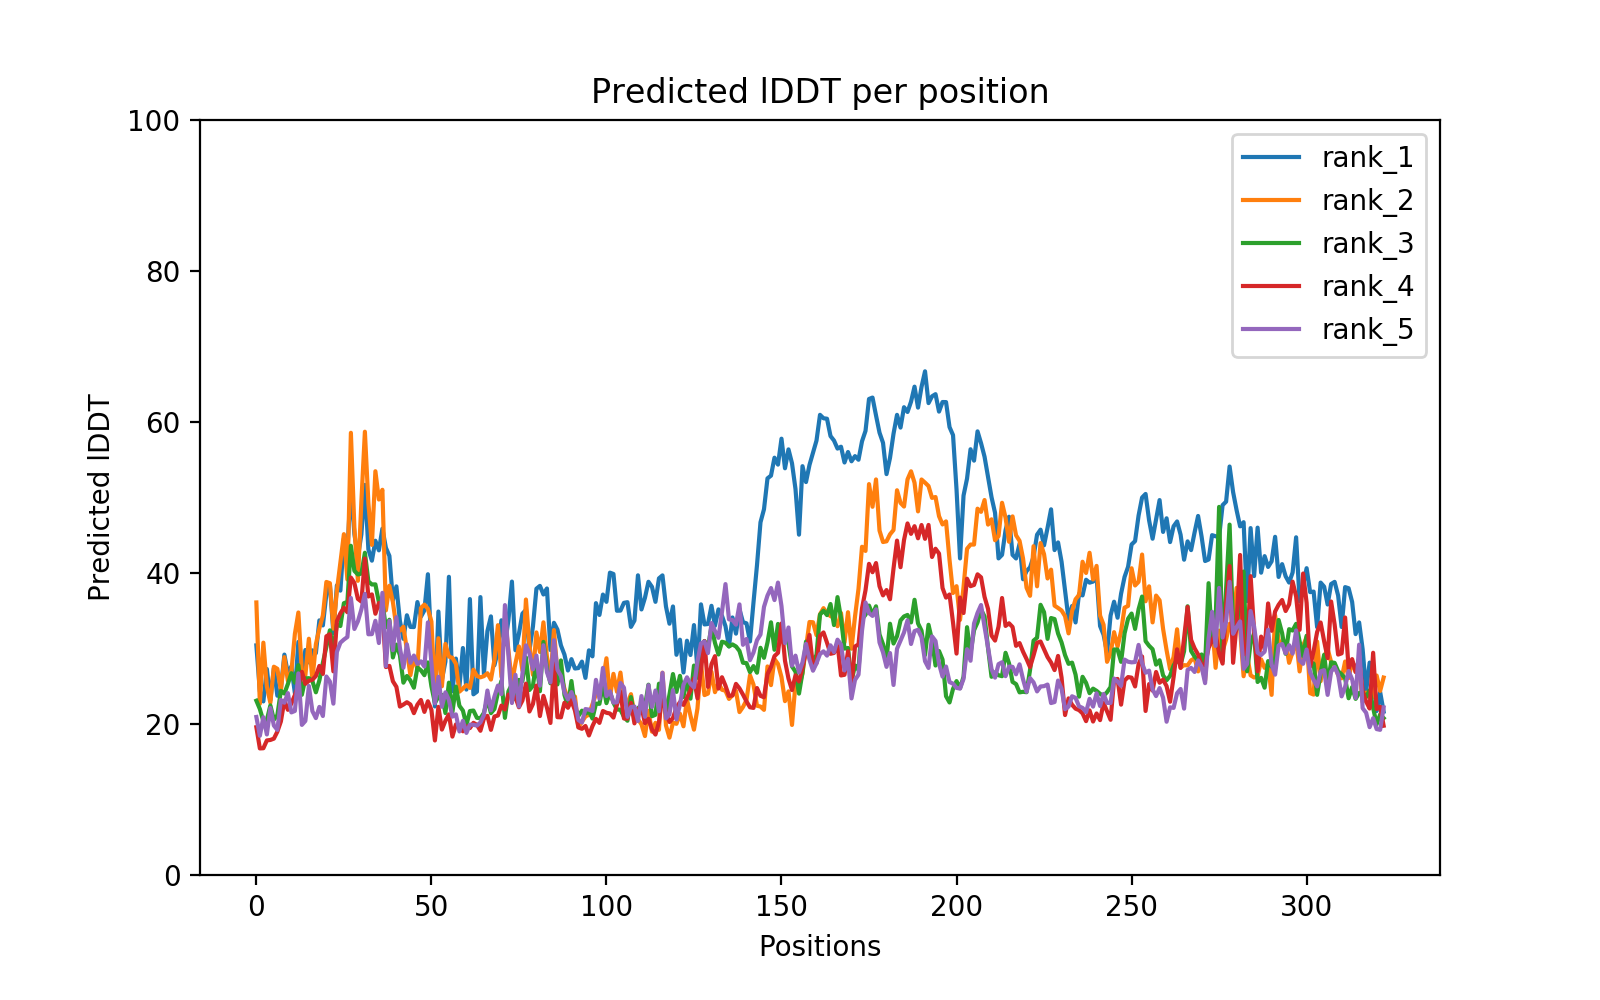 Predicted lDDT per position
100
80
60
40
20
0
Predicted lDDT
rank_1
rank_2
rank_3
rank_4
rank_5
0 50 100 150 200 250 300
Positions